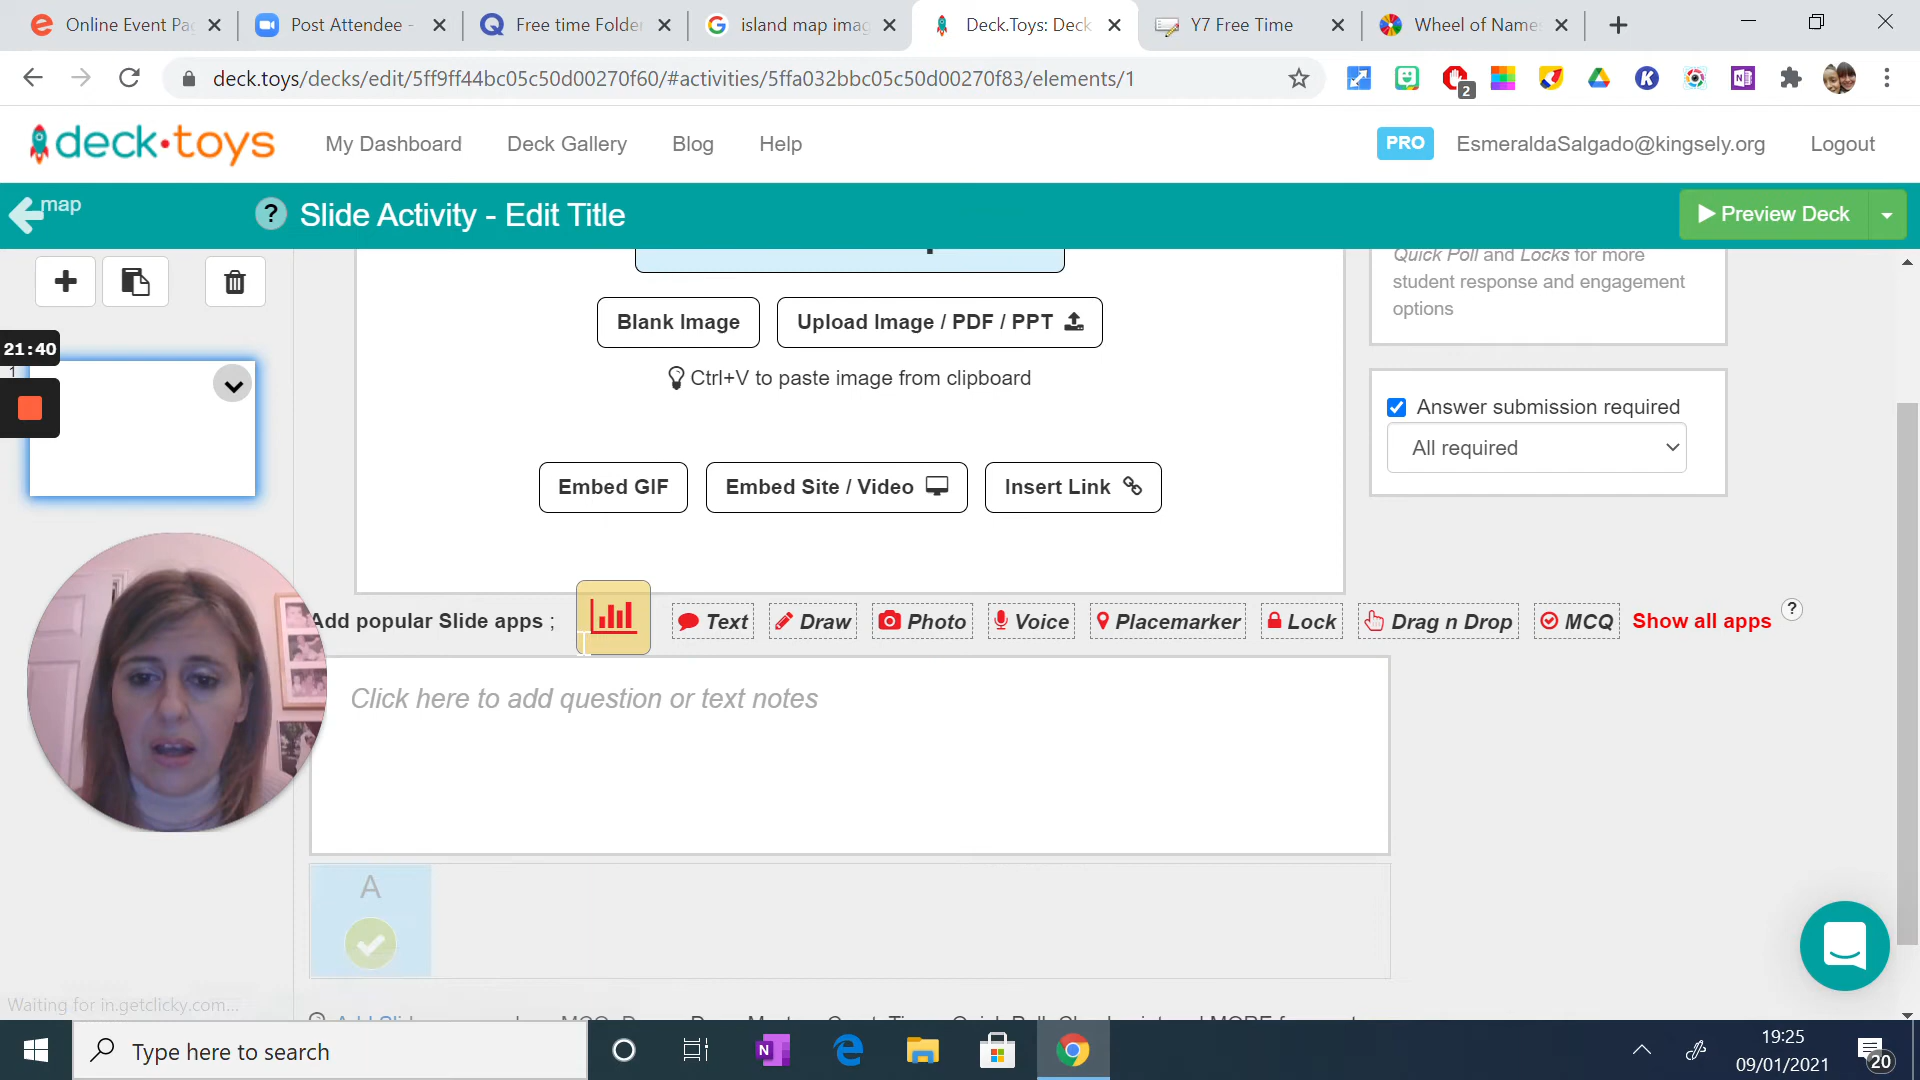 Online Event Pa
Post Attendee -
Free time Folde
island map imag
Deck.Toys: Deck
Y7 Free Time
Wheel of Name
deck.toys/decks/edit/5ff9ff44bc05c50d00270f60/#activities/5ffa032bbc05c50d00270f83/elements/1
2
deck•toys
My Dashboard
Deck Gallery
Blog
Help
PRO
EsmeraldaSalgado@kingsely.org
Logout
map
? Slide Activity - Edit Title
Preview Deck
21:40
1
Blank Image
Upload Image / PDF / PPT
Ctrl+V to paste image from clipboard
Embed GIF
Embed Site / Video
Insert Link
Quick Poll and Locks for more
student response and engagement
options
Answer submission required
All required
Add popular Slide apps ;
Text
Draw
Photo
Voice
Placemarker
Lock
Drag n Drop
MCQ
Show all apps
?
Click here to add question or text notes
A
Waiting for in.getclicky.com...
Type here to search
19:25
09/01/2021
20